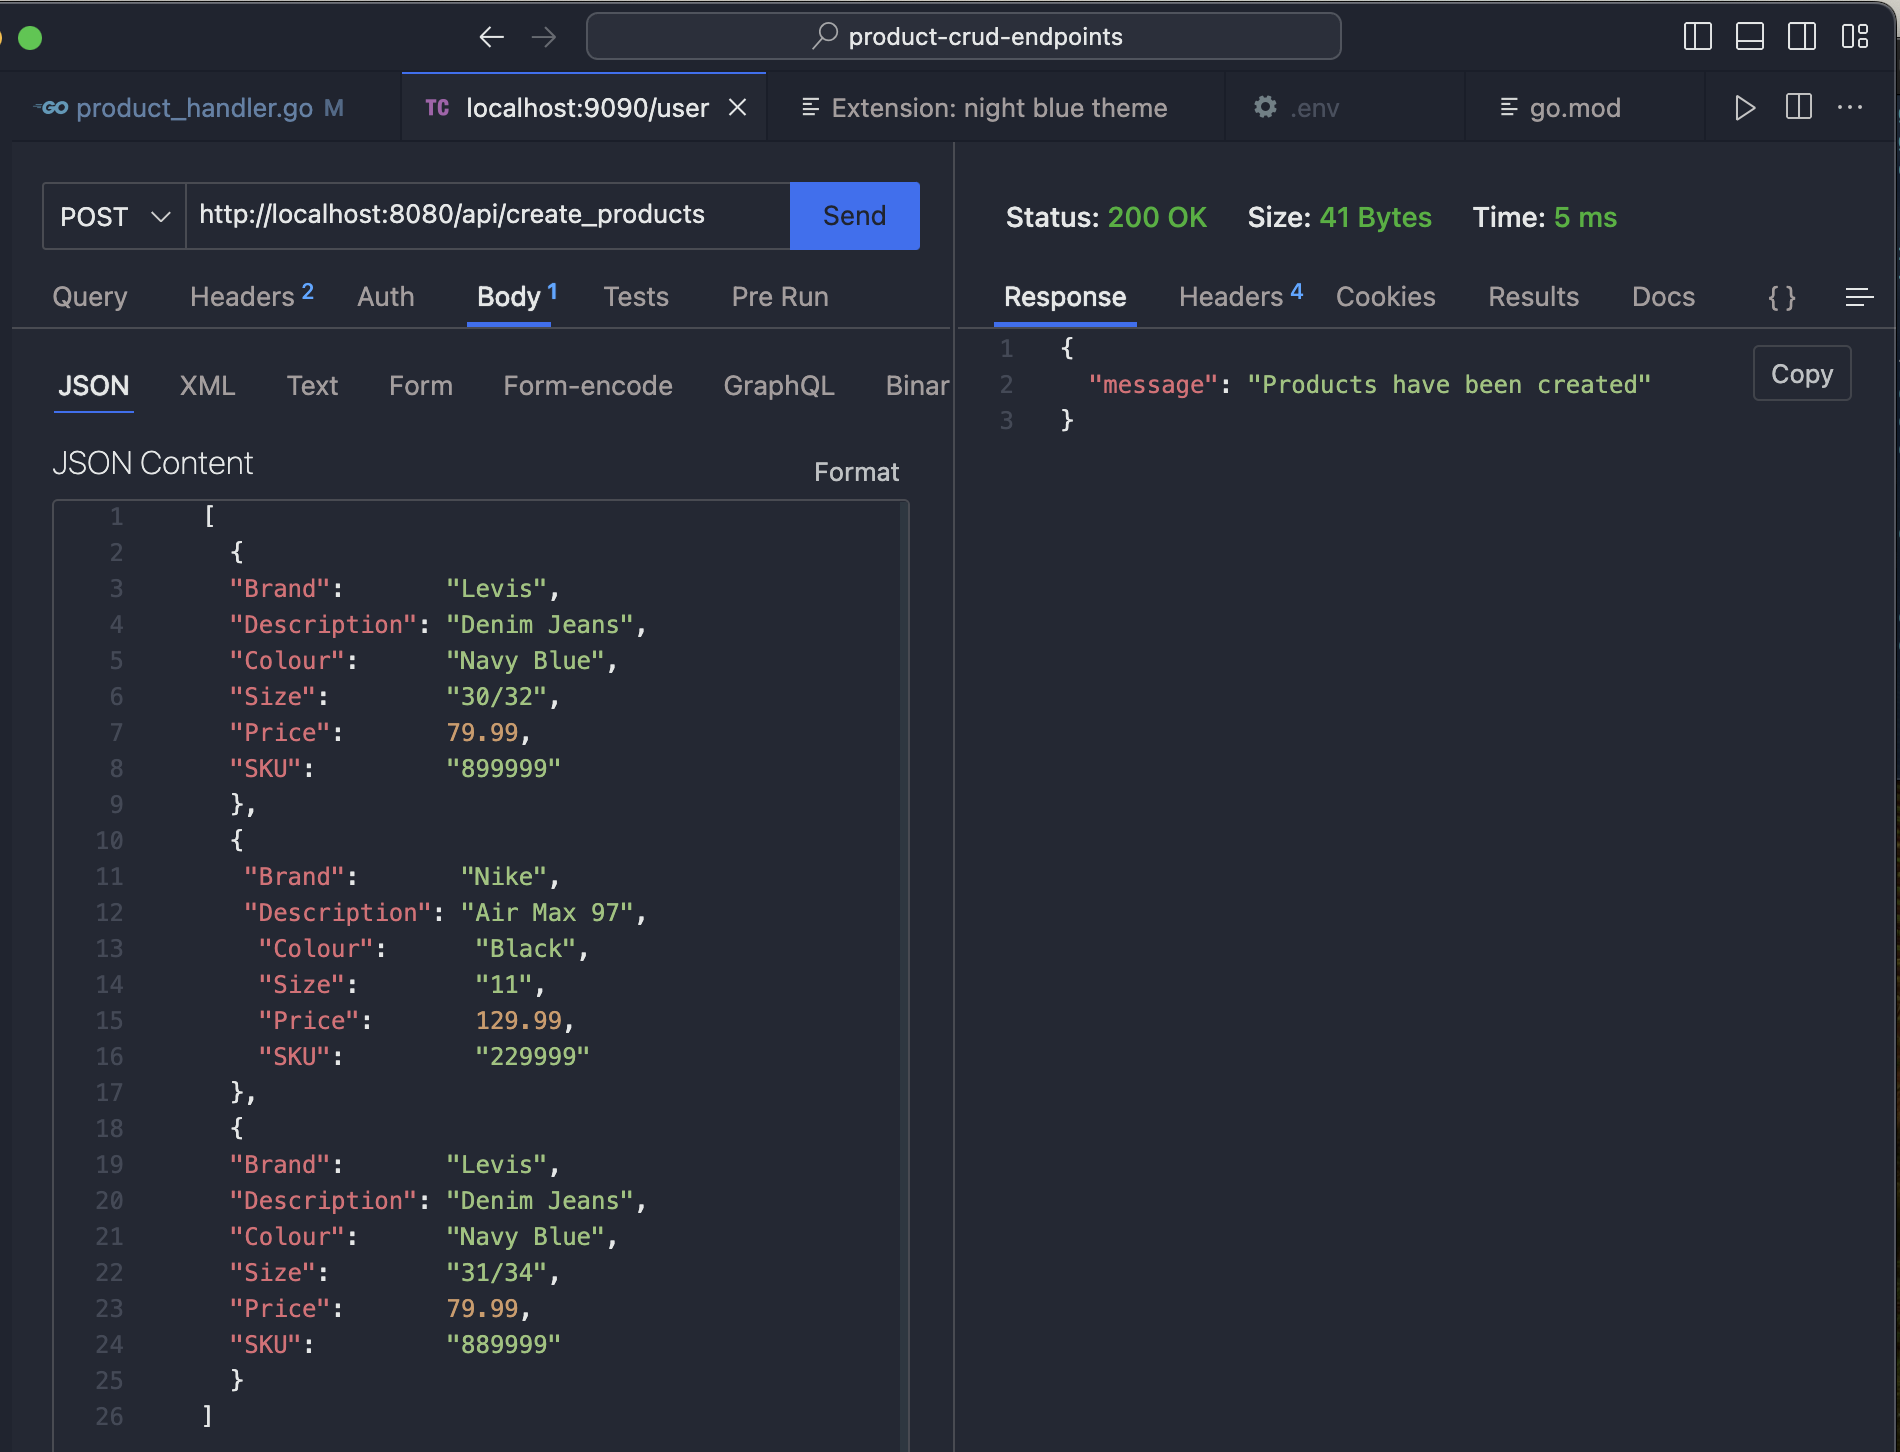 product-crud-endpoints
GO product_handler.go M
TC localhost:9090/user
Extension: night blue theme
.env
go.mod
POST
http://localhost:8080/api/create_products
Send
Query Headers 2 Auth Body 1 Tests Pre Run
JSON XML Text Form Form-encode GraphQL Binar
JSON Content
Format
1 [
2 {
3 "Brand": "Levis",
4 "Description": "Denim Jeans",
5 "Colour": "Navy Blue",
6 "Size": "30/32",
7 "Price": 79.99,
8 "SKU": "899999"
9 },
10 {
11 "Brand": "Nike",
12 "Description": "Air Max 97",
13 "Colour": "Black",
14 "Size": "11",
15 "Price": 129.99,
16 "SKU": "229999"
17 },
18 {
19 "Brand": "Levis",
20 "Description": "Denim Jeans",
21 "Colour": "Navy Blue",
22 "Size": "31/34",
23 "Price": 79.99,
24 "SKU": "889999"
25 }
26 ]
Status: 200 OK Size: 41 Bytes Time: 5 ms
Response Headers 4 Cookies Results Docs { }
1 {
2 "message": "Products have been created"
3 }
Copy